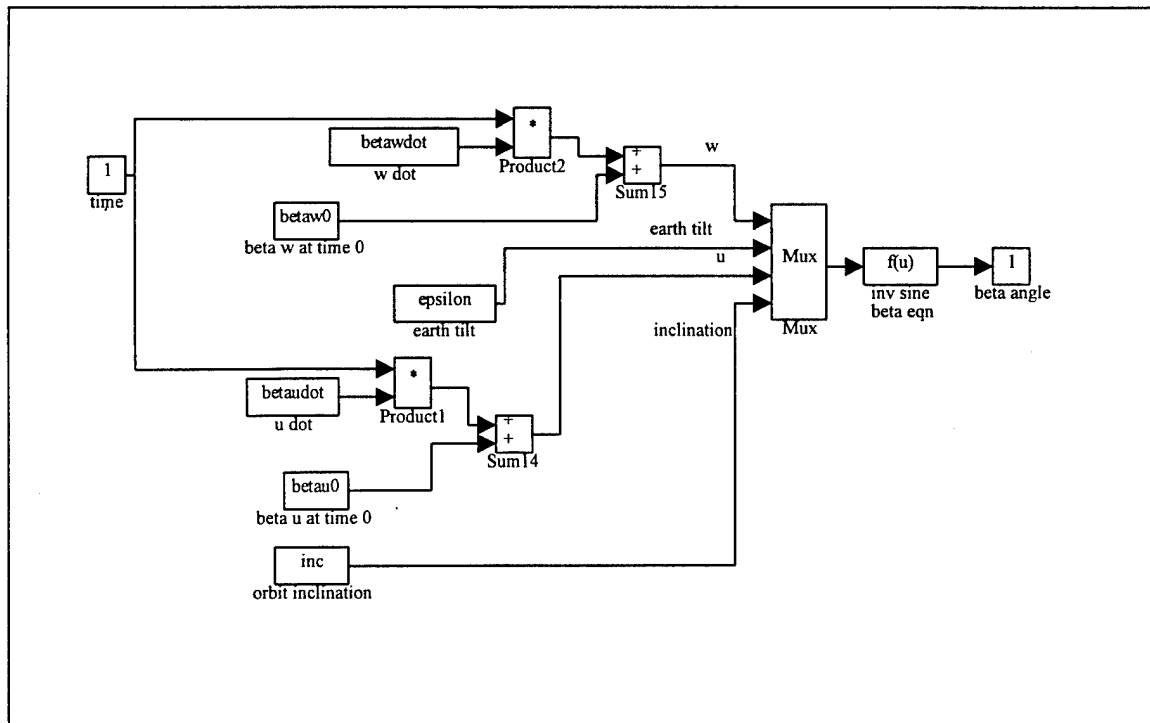 *
betawdot
Product2
w dot
+
+
Sum15
w
1
time
betaw0
beta w at time 0
earth tilt
u
Mux
Mux
f(u)
inv sine
beta eqn
1
beta angle
epsilon
earth tilt
inclination
*
betaudot
Product1
u dot
+
+
Sum14
betau0
beta u at time 0
inc
orbit inclination